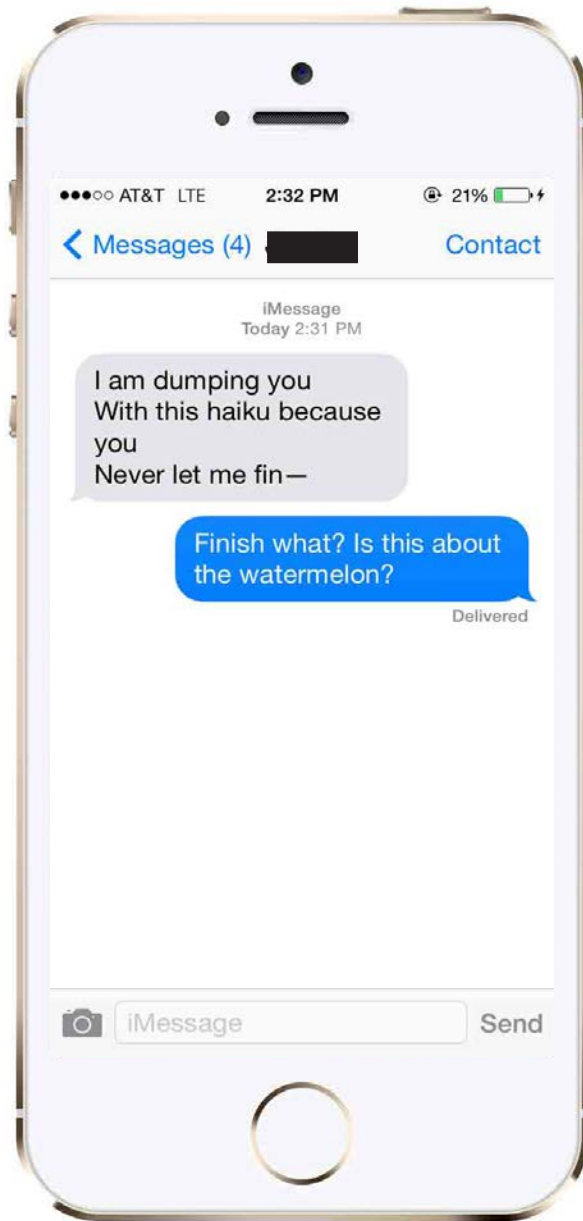 AT&T LTE 2:32 PM 21%
Messages (4) Contact
iMessage
Today 2:31 PM
I am dumping you
With this haiku because
you
Never let me fin—
Finish what? Is this about
the watermelon?
Delivered
iMessage Send